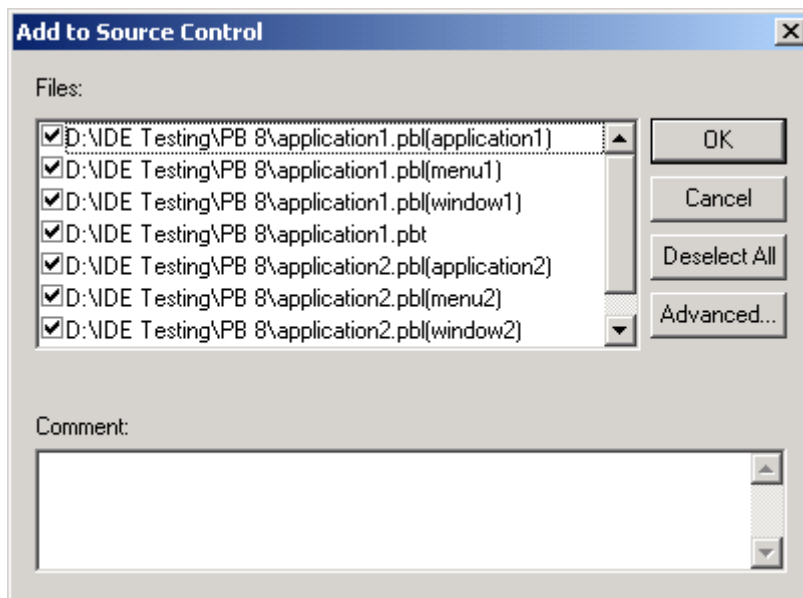 Add to Source Control
Files:
D:\IDE Testing\PB 8\application1.pbl(application1)
D:\IDE Testing\PB 8\application1.pbl(menu1)
D:\IDE Testing\PB 8\application1.pbl(window1)
D:\IDE Testing\PB 8\application1.pbt
D:\IDE Testing\PB 8\application2.pbl(application2)
D:\IDE Testing\PB 8\application2.pbl(menu2)
D:\IDE Testing\PB 8\application2.pbl(window2)
OK
Cancel
Deselect All
Advanced...
Comment: